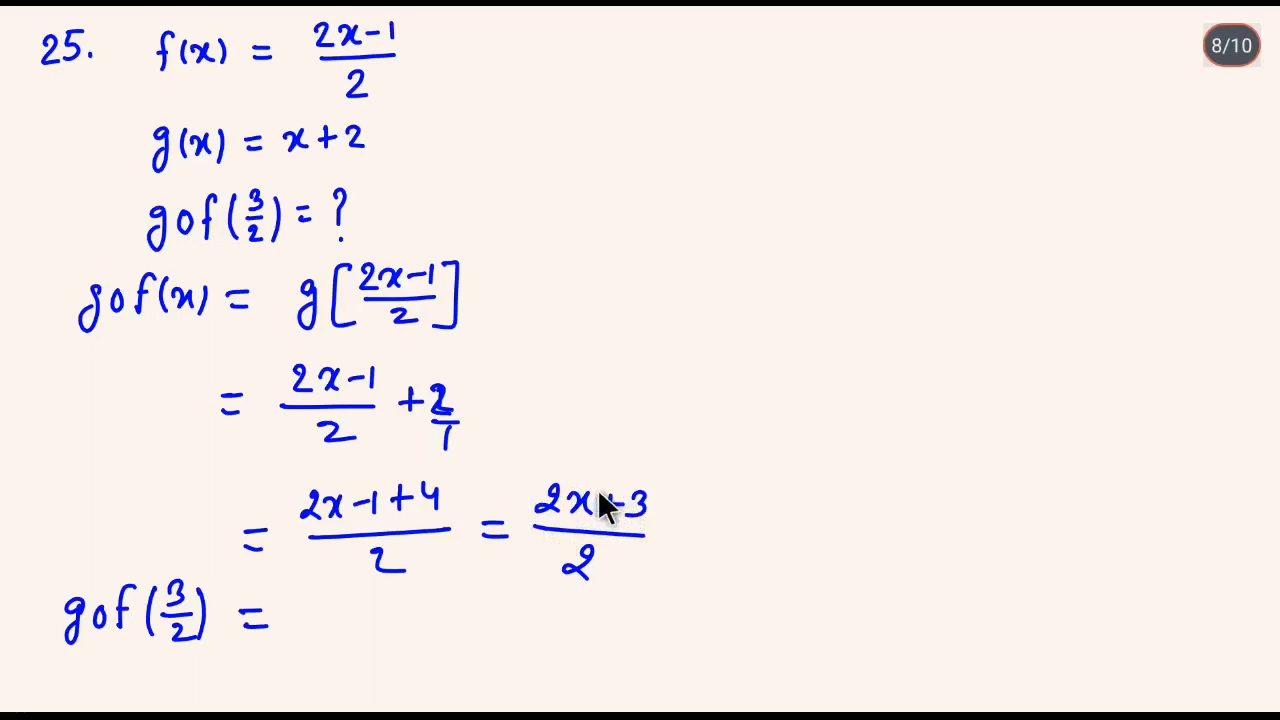 25. f(x) = (2x-1)/2
8/10
g(x) = x+2
gof(3/2) = ?
gof(x) = g[(2x-1)/2]
= (2x-1)/2 + 2/1
= (2x-1+4)/2 = (2x+3)/2
gof(3/2) =